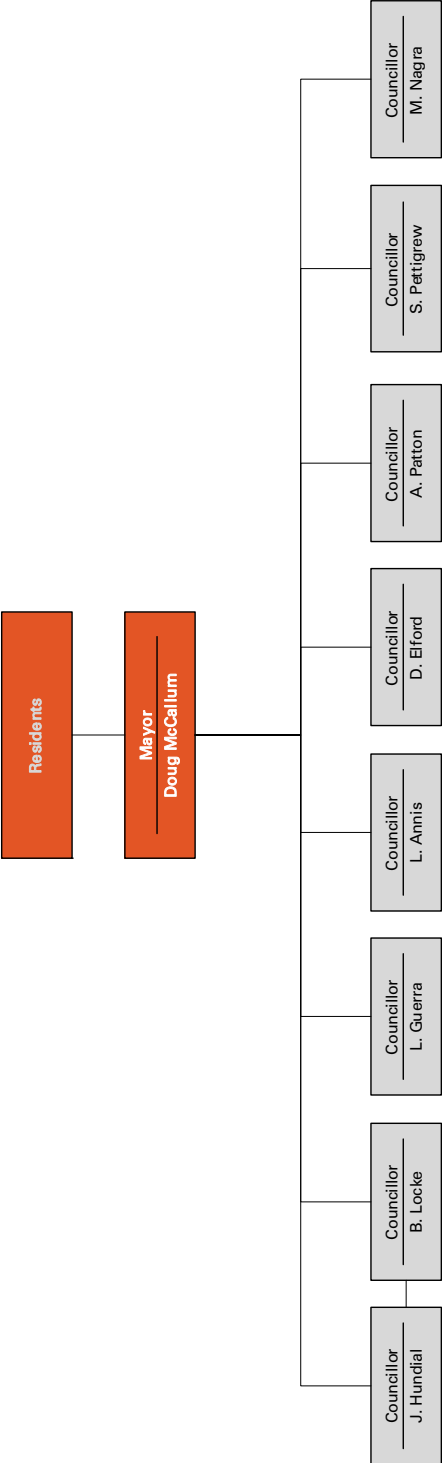 Residents
Mayor
Doug McCallum
Councillor
J. Hundial
Councillor
B. Locke
Councillor
L. Guerra
Councillor
L. Annis
Councillor
D. Elford
Councillor
A. Patton
Councillor
S. Pettigrew
Councillor
M. Nagra